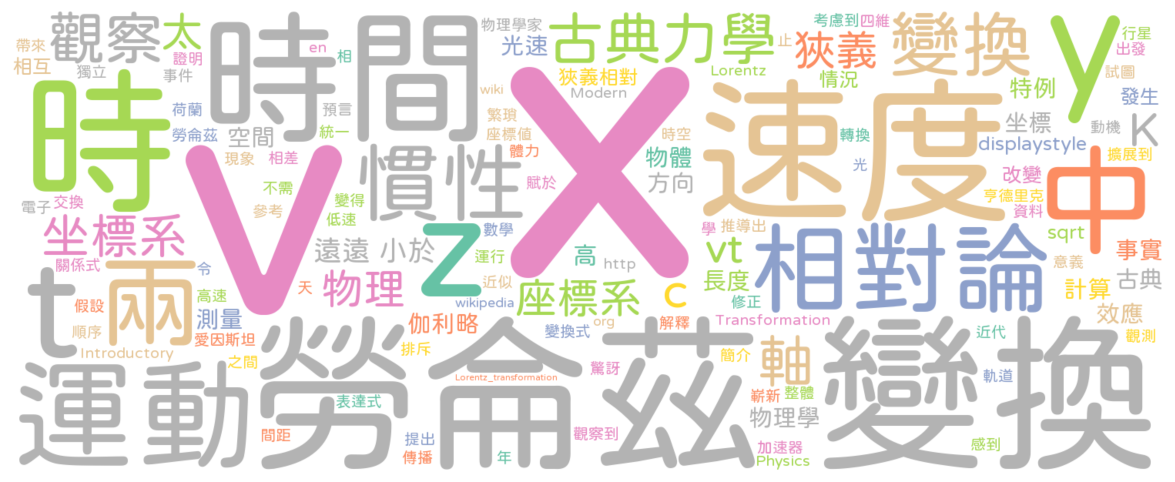 帶來
相互
觀察
太
獨立
證明
事件
時
時間
荷蘭
勞侖茲
空間
現象
相差
en
相
預言
統一
物理學家
光速
wiki
古典力學
止
Lorentz
狹義相對
Modern
繁瑣
座標值
體力
賦於
x
考慮到
四維
狹義
情況
變換
y
行星
出發
試圖
特例
發生
坐標
K
動機
displaystyle
擴展到
時空
物體
方向
速度
轉換
光
改變
亨德里克
資料
中
不需
變得
低速
參考
慣性
v
電子
交換
坐標系
關係式
t
兩
令
假設
高速
順序
測量
愛因斯坦
Introductory
之間
天
物理
遠遠
小於
z
數學
運行
近似
wikipedia
伽利略
排斥
座標系
變換式
org
高
http
學
推導出
vt
長度
修正
c
解釋
Transformation
相對論
sqrt
意義
計算
事實
古典
效應
近代
觀測
運動
勞侖茲
變換
Lorentz_transformation
表達式
間距
提出
傳播
年
驚訝
觀察到
簡介
軸
嶄新
整體
物理學
加速器
Physics
軌道
感到